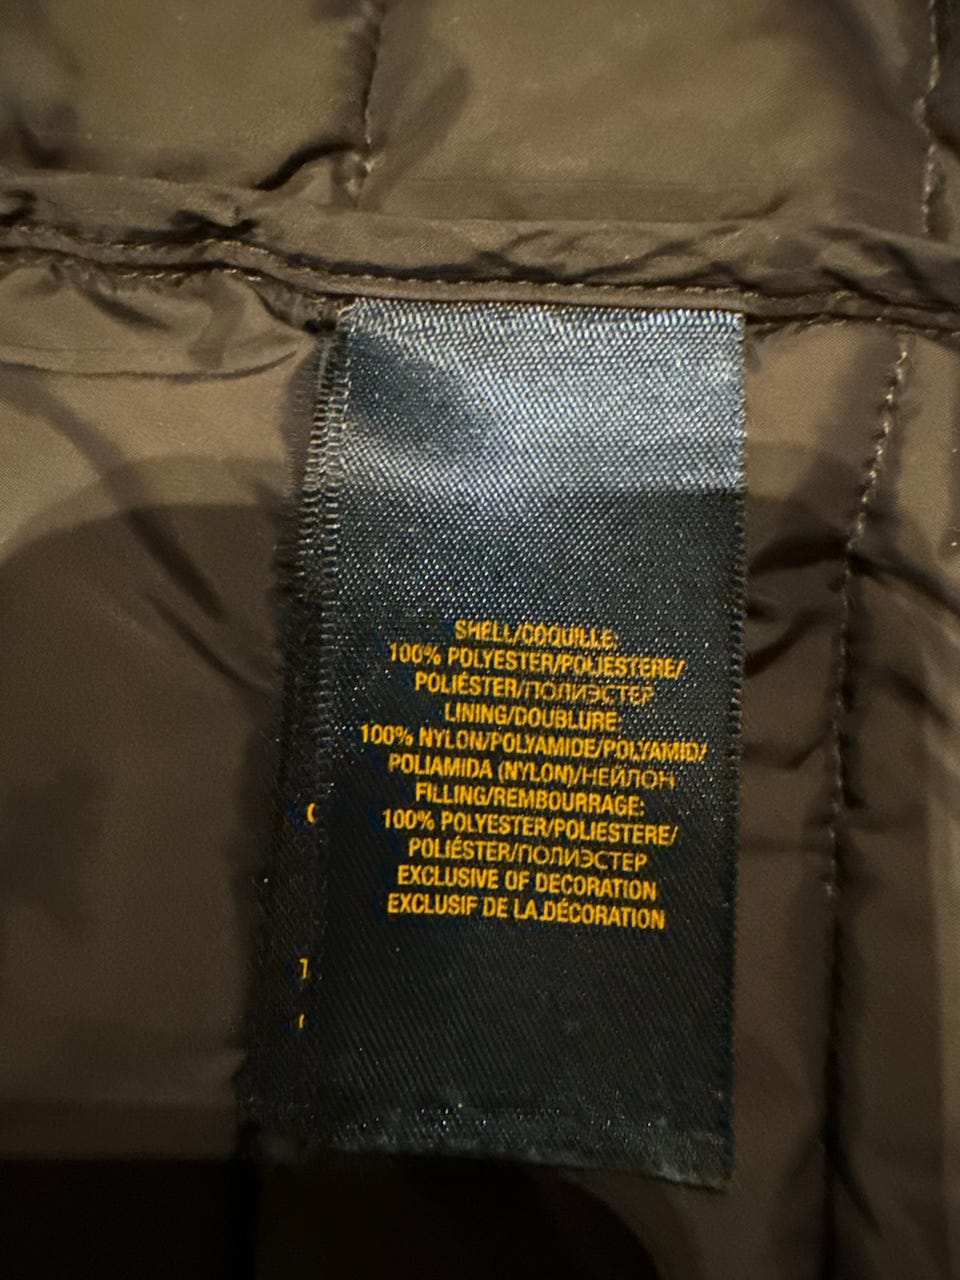 SHELL/COQUILLE:
100% POLYESTER/POLIESTERE/
POLIÉSTER/ПОЛИЭСТЕР
LINING/DOUBLURE:
100% NYLON/POLYAMIDE/POLYAMID/
POLIAMIDA (NYLON)/НЕЙЛОН
FILLING/REMBOURRAGE:
100% POLYESTER/POLIESTERE/
POLIÉSTER/ПОЛИЭСТЕР
EXCLUSIVE OF DECORATION
EXCLUSIF DE LA DÉCORATION